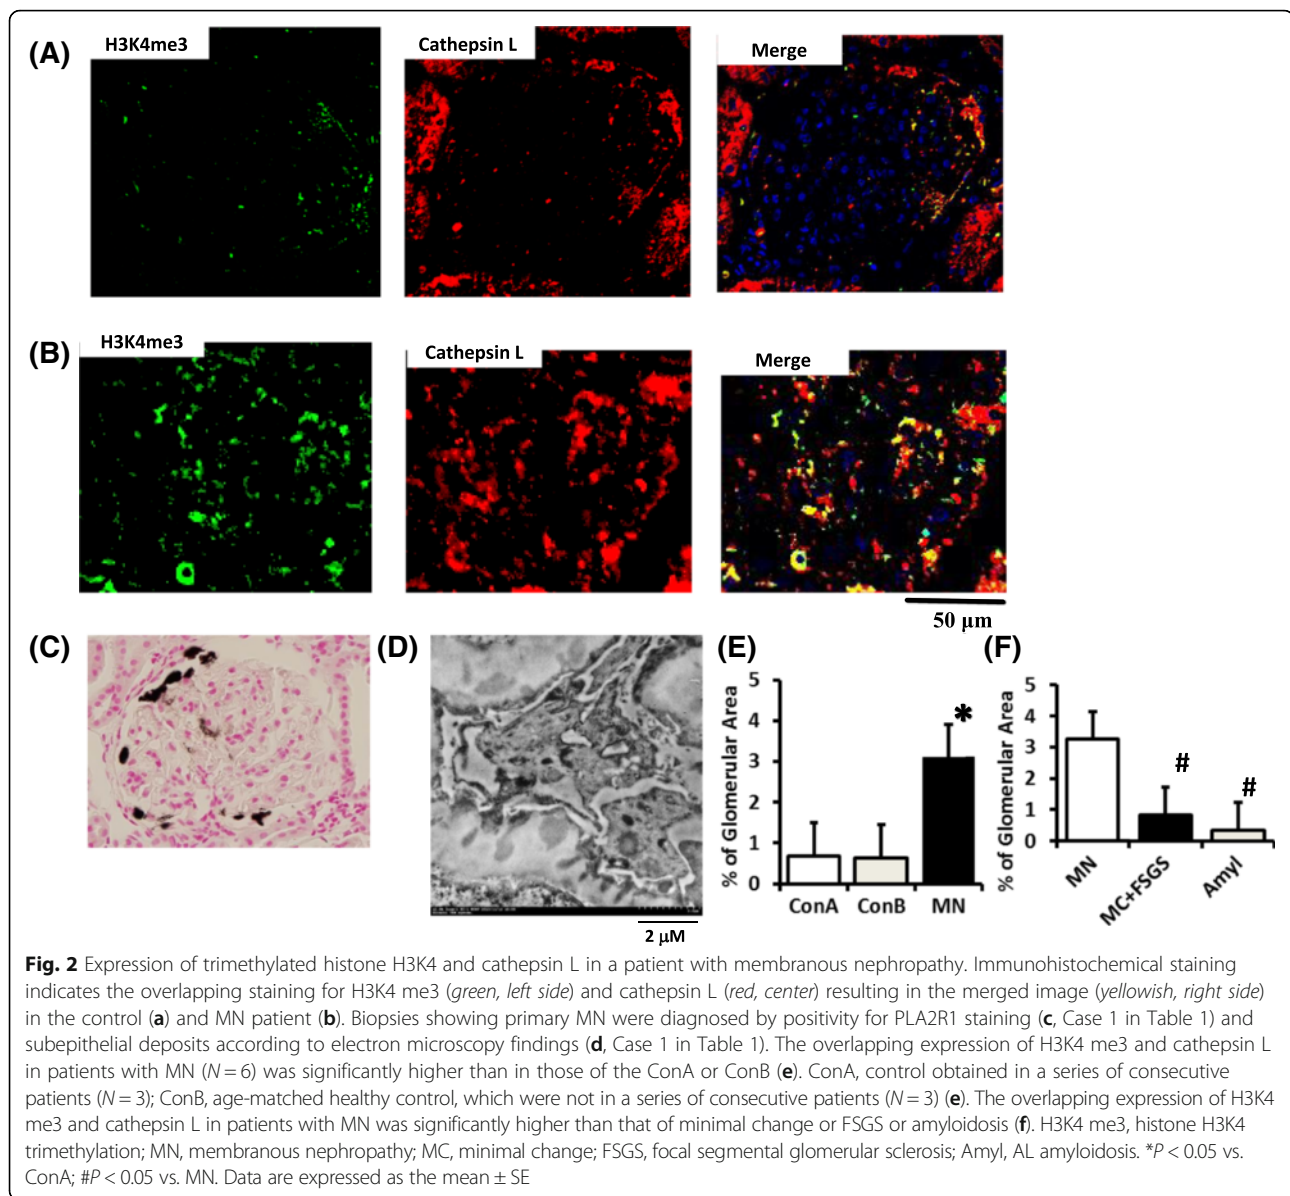 (A)
H3K4me3
Cathepsin L
Merge
(B)
H3K4me3
Cathepsin L
Merge
50 µm
(C)
(D)
2 µM
(E)
% of Glomerular Area
5
4
3
2
1
0
*
ConA
ConB
MN
(F)
% of Glomerular Area
5
4
3
2
1
0
#
#
MN
MC+FSGS
Amyl
Fig. 2 Expression of trimethylated histone H3K4 and cathepsin L in a patient with membranous nephropathy. Immunohistochemical staining
indicates the overlapping staining for H3K4 me3 (green, left side) and cathepsin L (red, center) resulting in the merged image (yellowish, right side)
in the control (a) and MN patient (b). Biopsies showing primary MN were diagnosed by positivity for PLA2R1 staining (c, Case 1 in Table 1) and
subepithelial deposits according to electron microscopy findings (d, Case 1 in Table 1). The overlapping expression of H3K4 me3 and cathepsin L
in patients with MN (N = 6) was significantly higher than in those of the ConA or ConB (e). ConA, control obtained in a series of consecutive
patients (N = 3); ConB, age-matched healthy control, which were not in a series of consecutive patients (N = 3) (e). The overlapping expression of H3K4
me3 and cathepsin L in patients with MN was significantly higher than that of minimal change or FSGS or amyloidosis (f). H3K4 me3, histone H3K4
trimethylation; MN, membranous nephropathy; MC, minimal change; FSGS, focal segmental glomerular sclerosis; Amyl, AL amyloidosis. *P < 0.05 vs.
ConA; #P < 0.05 vs. MN. Data are expressed as the mean ± SE